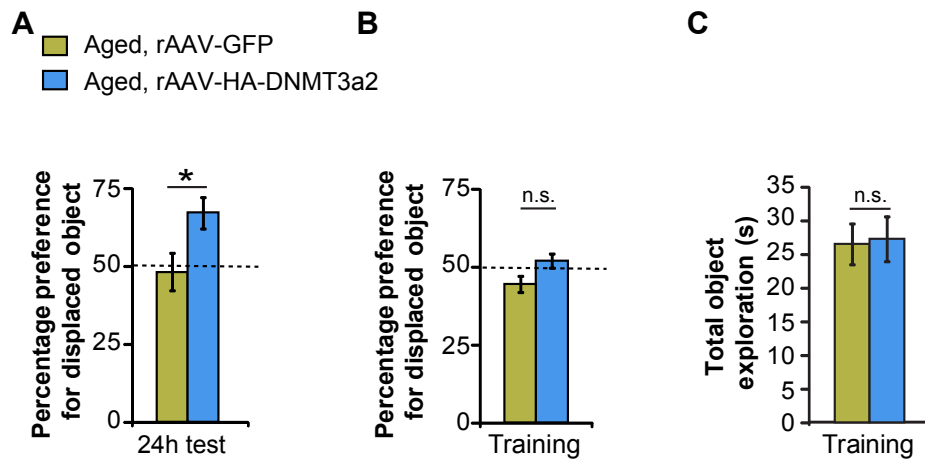 A
B
C
Aged, rAAV-GFP
Aged, rAAV-HA-DNMT3a2
Percentage preference
for displaced object
75
50
25
0
*
24h test
Percentage preference
for displaced object
75
50
25
0
n.s.
Training
Total object
exploration (s)
35
30
25
20
15
10
5
0
n.s.
Training